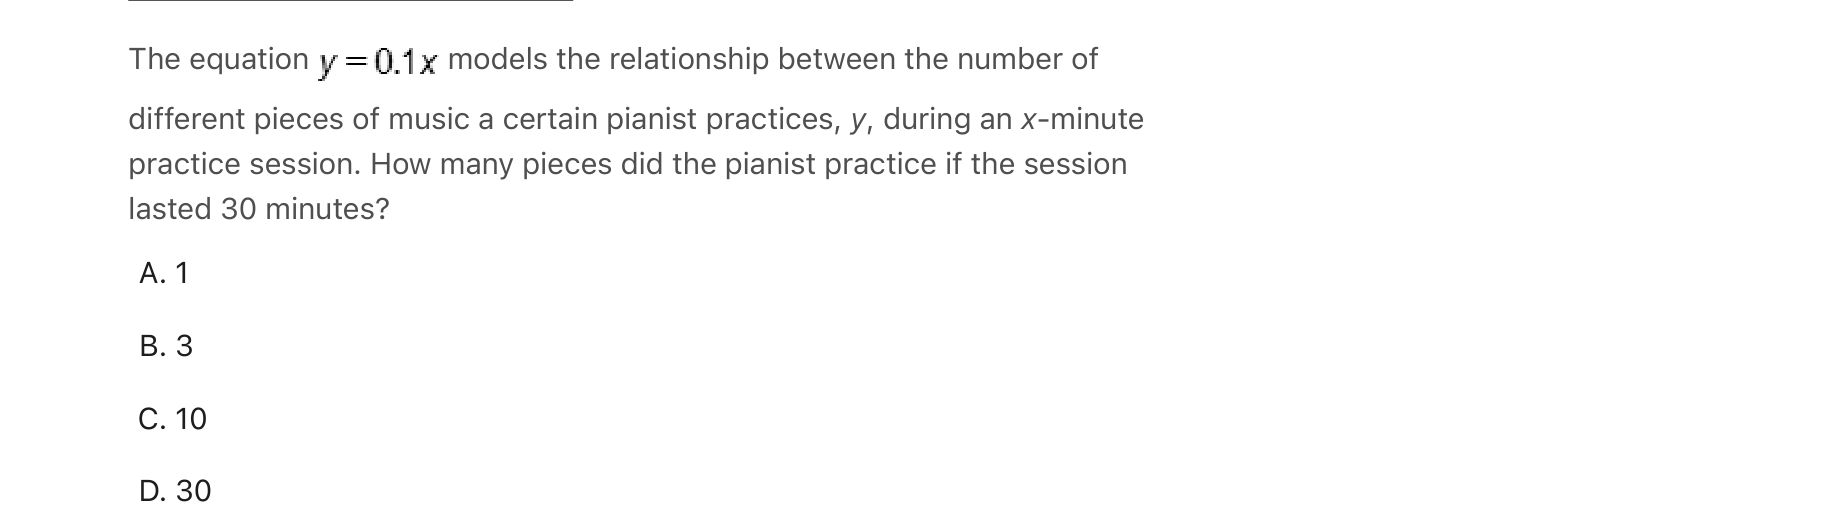 The equation y = 0.1x models the relationship between the number of
different pieces of music a certain pianist practices, y, during an x-minute
practice session. How many pieces did the pianist practice if the session
lasted 30 minutes?
A. 1
B. 3
C. 10
D. 30